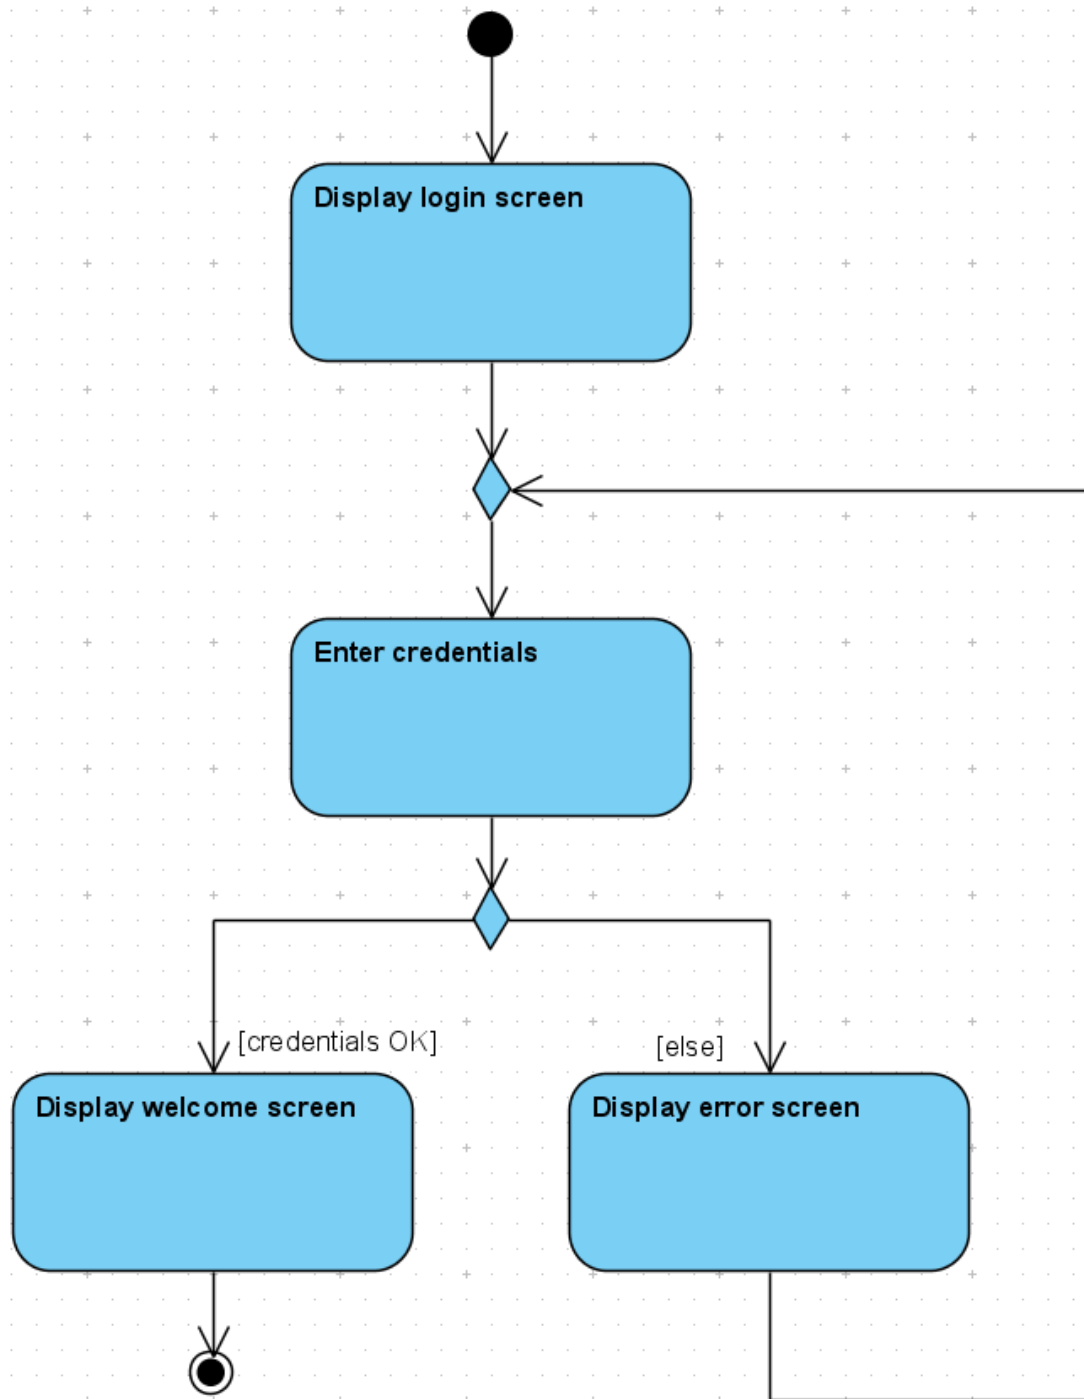 Display login screen
Enter credentials
[credentials OK]
[else]
Display welcome screen
Display error screen